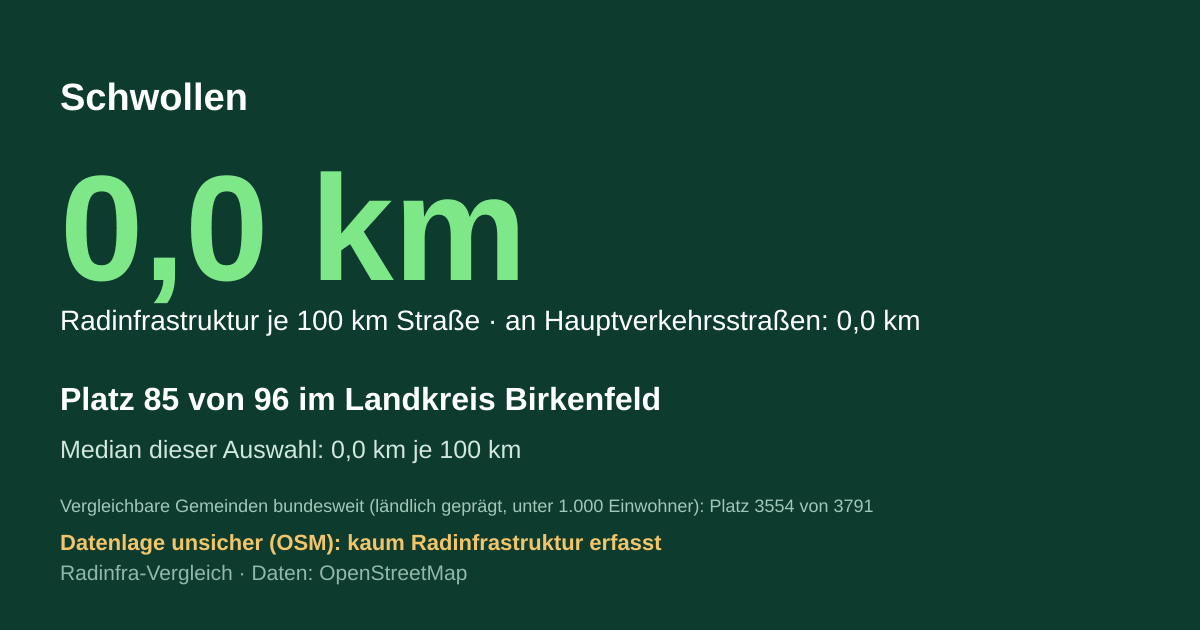 Schwollen
0,0 km
Radinfrastruktur je 100 km Straße · an Hauptverkehrsstraßen: 0,0 km
Platz 85 von 96 im Landkreis Birkenfeld
Median dieser Auswahl: 0,0 km je 100 km
Vergleichbare Gemeinden bundesweit (ländlich geprägt, unter 1.000 Einwohner): Platz 3554 von 3791
Datenlage unsicher (OSM): kaum Radinfrastruktur erfasst
Radinfra-Vergleich · Daten: OpenStreetMap